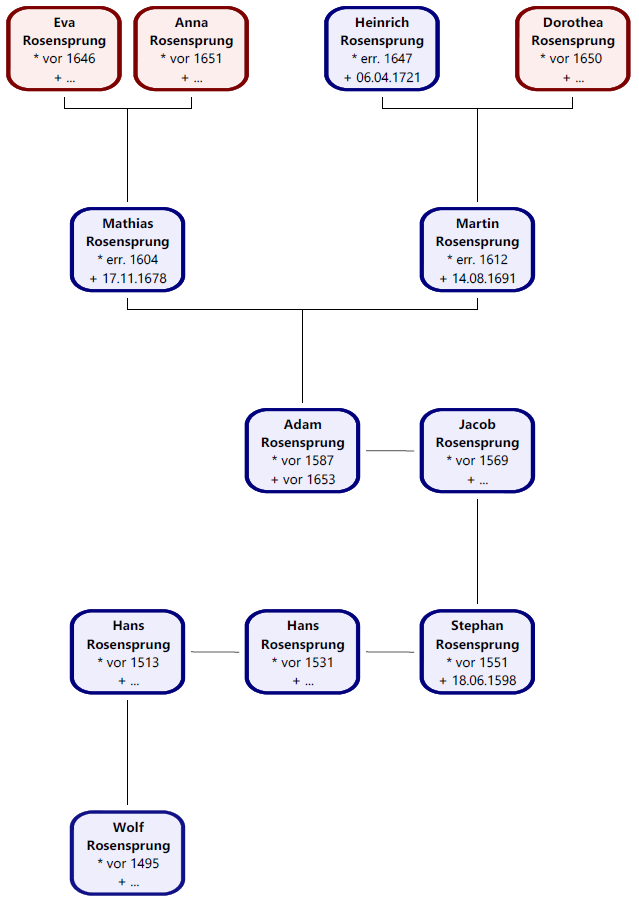 Eva
Rosensprung
* vor 1646
+ ...
Anna
Rosensprung
* vor 1651
+ ...
Heinrich
Rosensprung
* err. 1647
+ 06.04.1721
Dorothea
Rosensprung
* vor 1650
+ ...
Mathias
Rosensprung
* err. 1604
+ 17.11.1678
Martin
Rosensprung
* err. 1612
+ 14.08.1691
Adam
Rosensprung
* vor 1587
+ vor 1653
Jacob
Rosensprung
* vor 1569
+ ...
Hans
Rosensprung
* vor 1513
+ ...
Hans
Rosensprung
* vor 1531
+ ...
Stephan
Rosensprung
* vor 1551
+ 18.06.1598
Wolf
Rosensprung
* vor 1495
+ ...